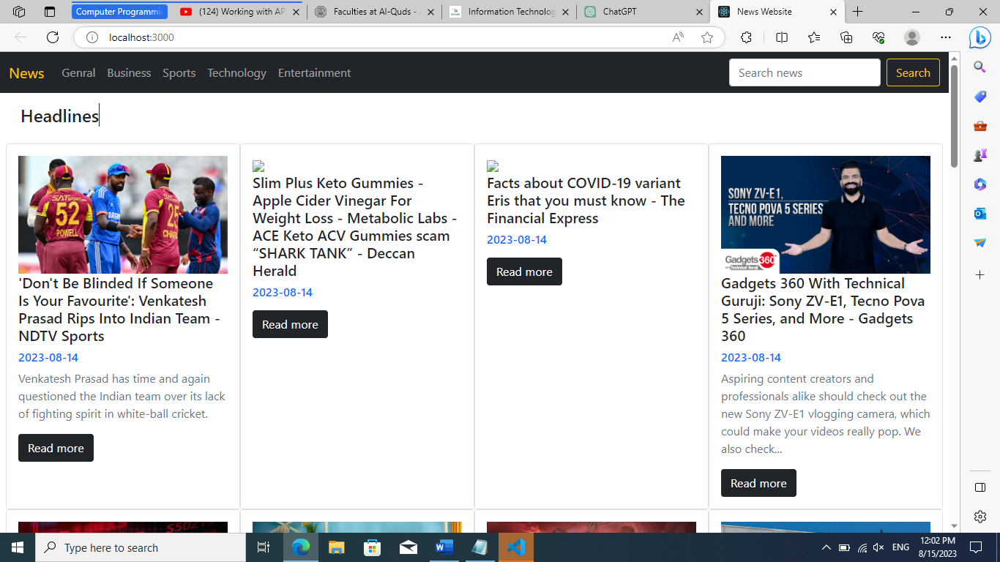 Computer Programmi
(124) Working with AP
Faculties at Al-Quds -
Information Technolog
ChatGPT
News Website
localhost:3000
News
Genral
Business
Sports
Technology
Entertainment
Search news
Search
Headlines
SATSPORT
52
POWELL
25
'Don't Be Blinded If Someone
Is Your Favourite': Venkatesh
Prasad Rips Into Indian Team -
NDTV Sports
2023-08-14
Venkatesh Prasad has time and again
questioned the Indian team over its lack
of fighting spirit in white-ball cricket.
Read more
Slim Plus Keto Gummies -
Apple Cider Vinegar For
Weight Loss - Metabolic Labs -
ACE Keto ACV Gummies scam
“SHARK TANK” - Deccan
Herald
2023-08-14
Read more
Facts about COVID-19 variant
Eris that you must know - The
Financial Express
2023-08-14
Read more
SONY ZV-E1,
TECNO POVA 5 SERIES,
AND MORE
Gadgets 360
with Technical Guruji
Gadgets 360 With Technical
Guruji: Sony ZV-E1, Tecno Pova
5 Series, and More - Gadgets
360
2023-08-14
Aspiring content creators and
professionals alike should check out the
new Sony ZV-E1 vlogging camera, which
could make your videos really pop. We
also check...
Read more
Type here to search
ENG
12:02 PM
8/15/2023